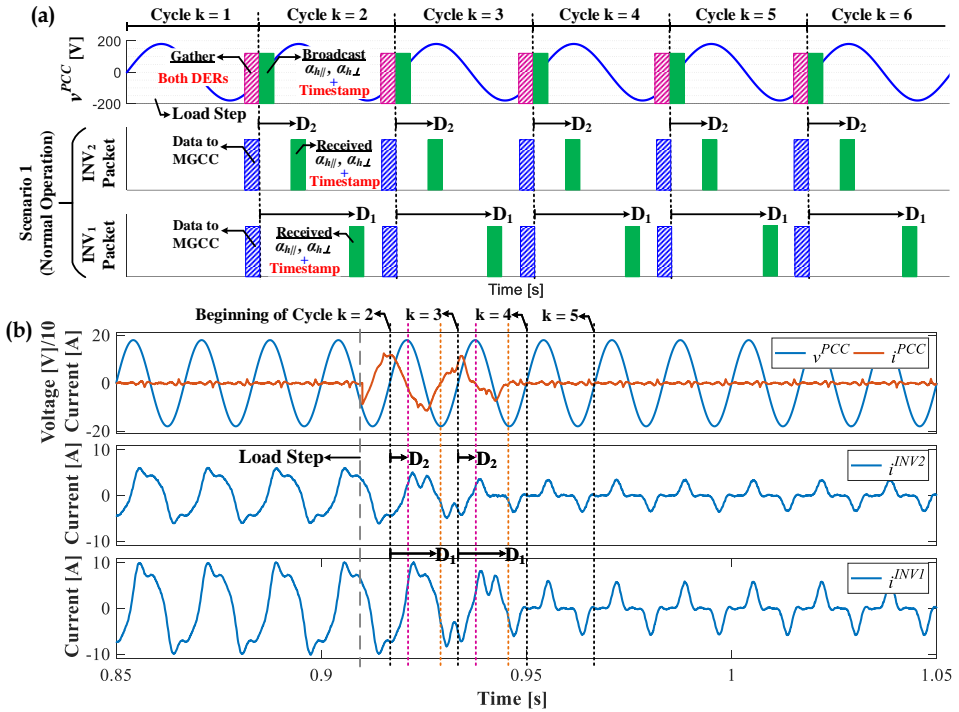 (a)
Cycle k = 1 Cycle k = 2 Cycle k = 3 Cycle k = 4 Cycle k = 5 Cycle k = 6
v^PCC [V]
200
0
-200
Gather
Both DERs
Broadcast
α_h//, α_h⊥
+
Timestamp
Load Step
Scenario 1
(Normal Operation)
INV₂
Packet
D₂ D₂ D₂ D₂ D₂ D₂
Data to
MGCC
Received
α_h//, α_h⊥
+
Timestamp
INV₁
Packet
D₁ D₁ D₁ D₁ D₁
Data to
MGCC
Received
α_h//, α_h⊥
+
Timestamp
Time [s]
(b)
Beginning of Cycle k = 2 k = 3 k = 4 k = 5
Voltage [V]/10
Current [A]
20
0
-20
v^PCC i^PCC
Current [A]
10
0
-10
Load Step
D₂ D₂
i^INV2
Current [A]
10
0
-10
D₁ D₁
i^INV1
0.85 0.9 0.95 1 1.05
Time [s]